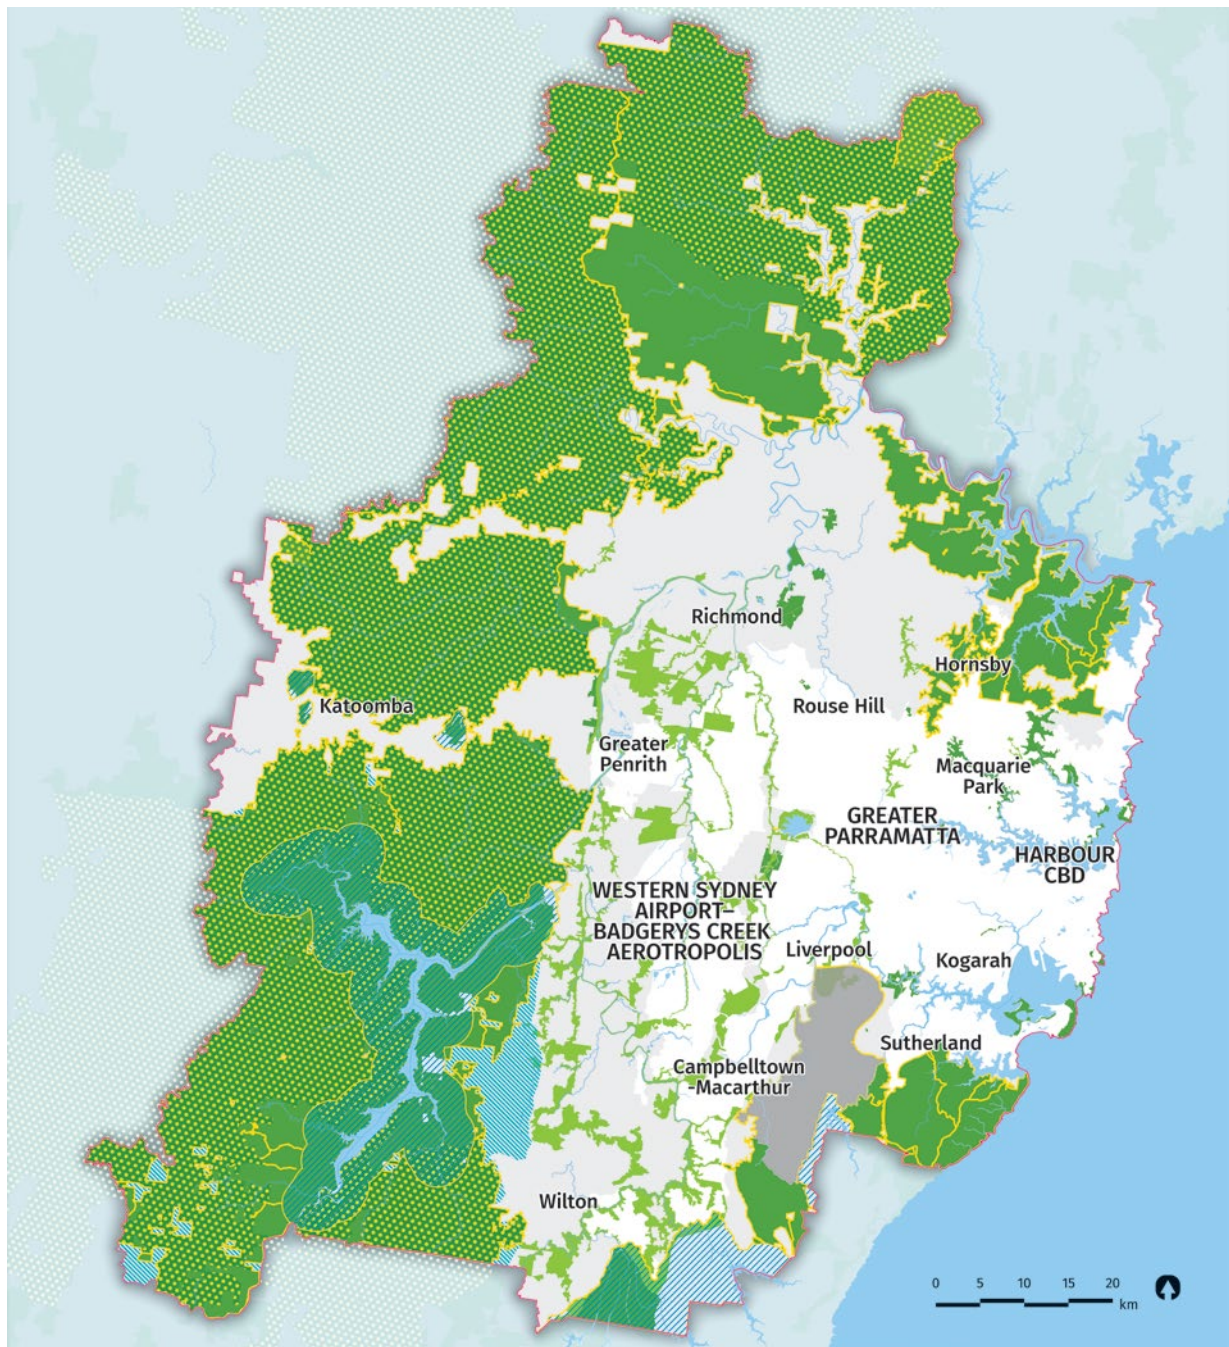 Richmond
Hornsby
Katoomba
Rouse Hill
Greater
Penrith
Macquarie
Park
GREATER
PARRAMATTA
HARBOUR
CBD
WESTERN SYDNEY
AIRPORT–
BADGERYS CREEK
AEROTROPOLIS
Liverpool
Kogarah
Sutherland
Campbelltown
-Macarthur
Wilton
0 5 10 15 20
km